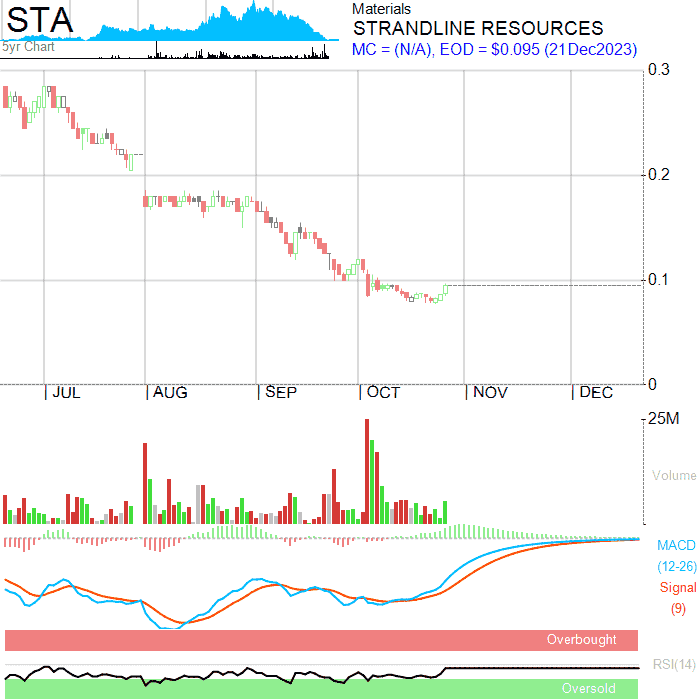 STA
Materials
STRANDLINE RESOURCES
5yr Chart
MC = (N/A), EOD = $0.095 (21Dec2023)
0.3
0.2
0.1
0
JUL AUG SEP OCT NOV DEC
25M
Volume
MACD
(12-26)
Signal
(9)
Overbought
RSI(14)
Oversold